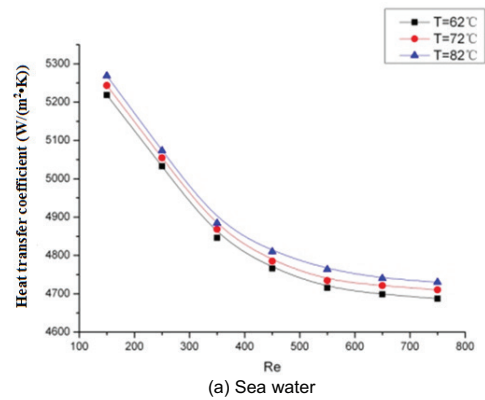 T=62℃
T=72℃
T=82℃
Heat transfer coefficient (W/(m²•K))
5300
5200
5100
5000
4900
4800
4700
4600
100 200 300 400 500 600 700 800
Re
(a) Sea water